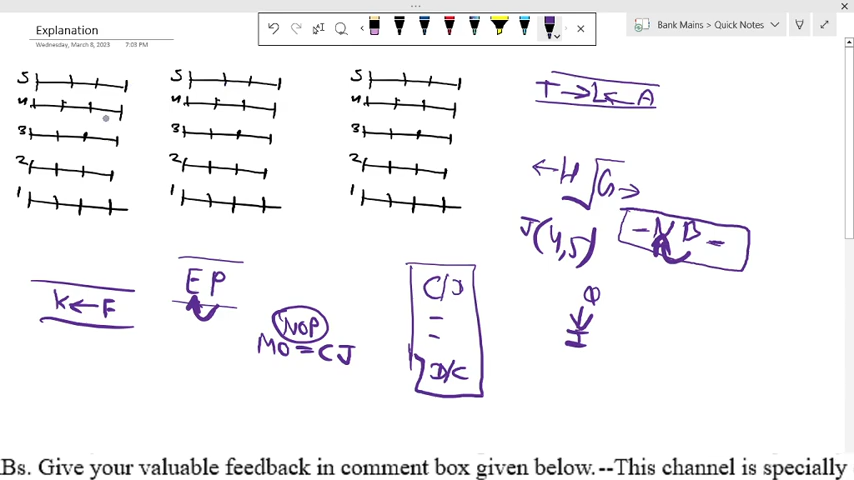 Explanation
Wednesday, March 8, 2023 7:03 PM
Bank Mains > Quick Notes
5 5 5
4 4 4
3 3 3
2 2 2
1 1 1
T → L ← A
← H G →
J(4,5)
- N B -
K ← F
E P
NOP
MO = CJ
C/D
=
=
D/C
Q
↓
I
Bs. Give your valuable feedback in comment box given below.--This channel is specially